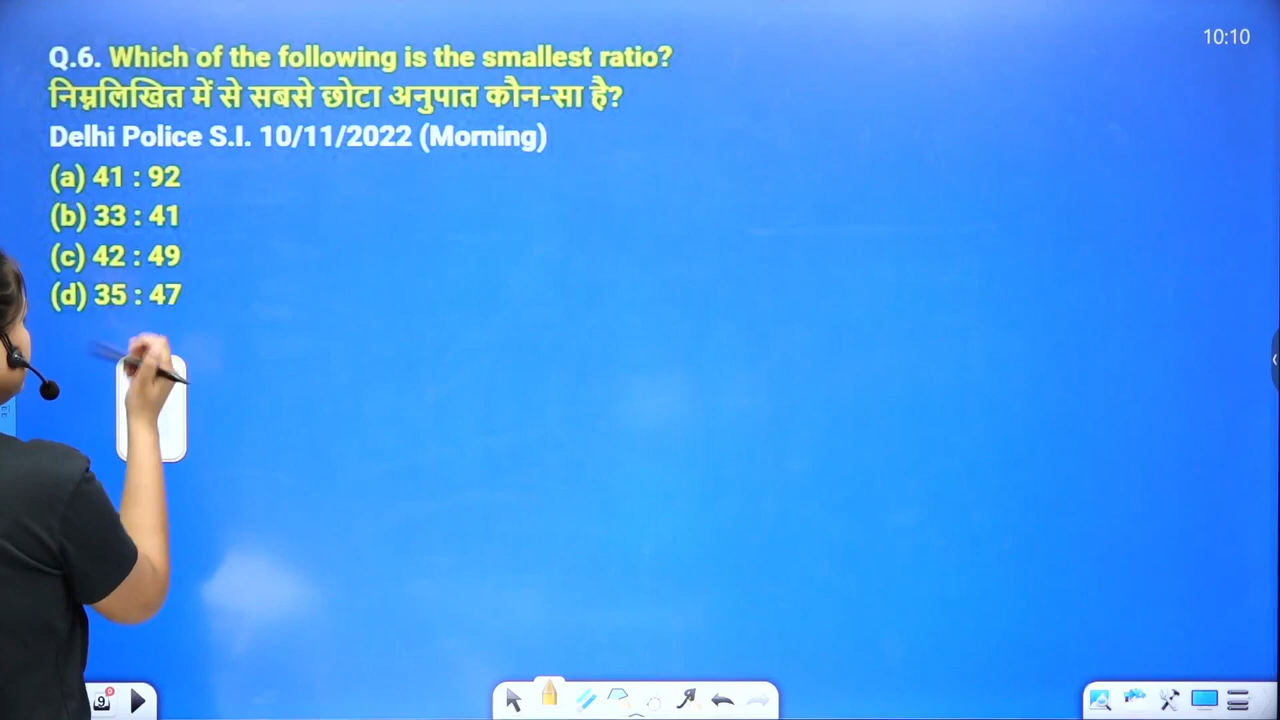 10:10
Q.6. Which of the following is the smallest ratio?
निम्नलिखित में से सबसे छोटा अनुपात कौन-सा है?
Delhi Police S.I. 10/11/2022 (Morning)
(a) 41 : 92
(b) 33 : 41
(c) 42 : 49
(d) 35 : 47
9